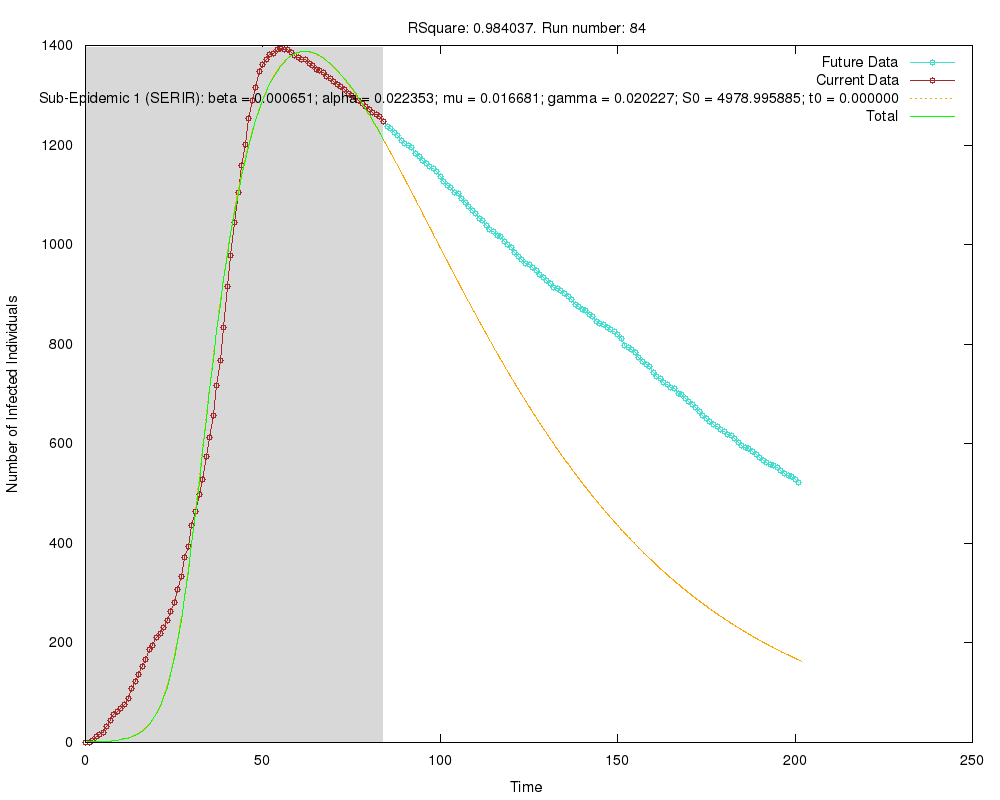 RSquare: 0.984037. Run number: 84
Future Data
Current Data
Sub-Epidemic 1 (SERIR): beta = 0.000651; alpha = 0.022353; mu = 0.016681; gamma = 0.020227; S0 = 4978.995885; t0 = 0.000000
Total
Number of Infected Individuals
1400
1200
1000
800
600
400
200
0
0 50 100 150 200 250
Time